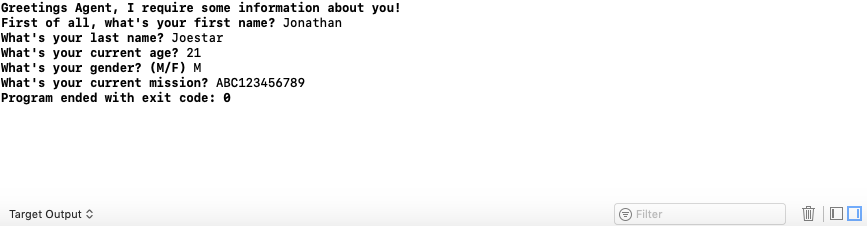 Greetings Agent, I require some information about you!
First of all, what's your first name? Jonathan
What's your last name? Joestar
What's your current age? 21
What's your gender? (M/F) M
What's your current mission? ABC123456789
Program ended with exit code: 0
Target Output
Filter